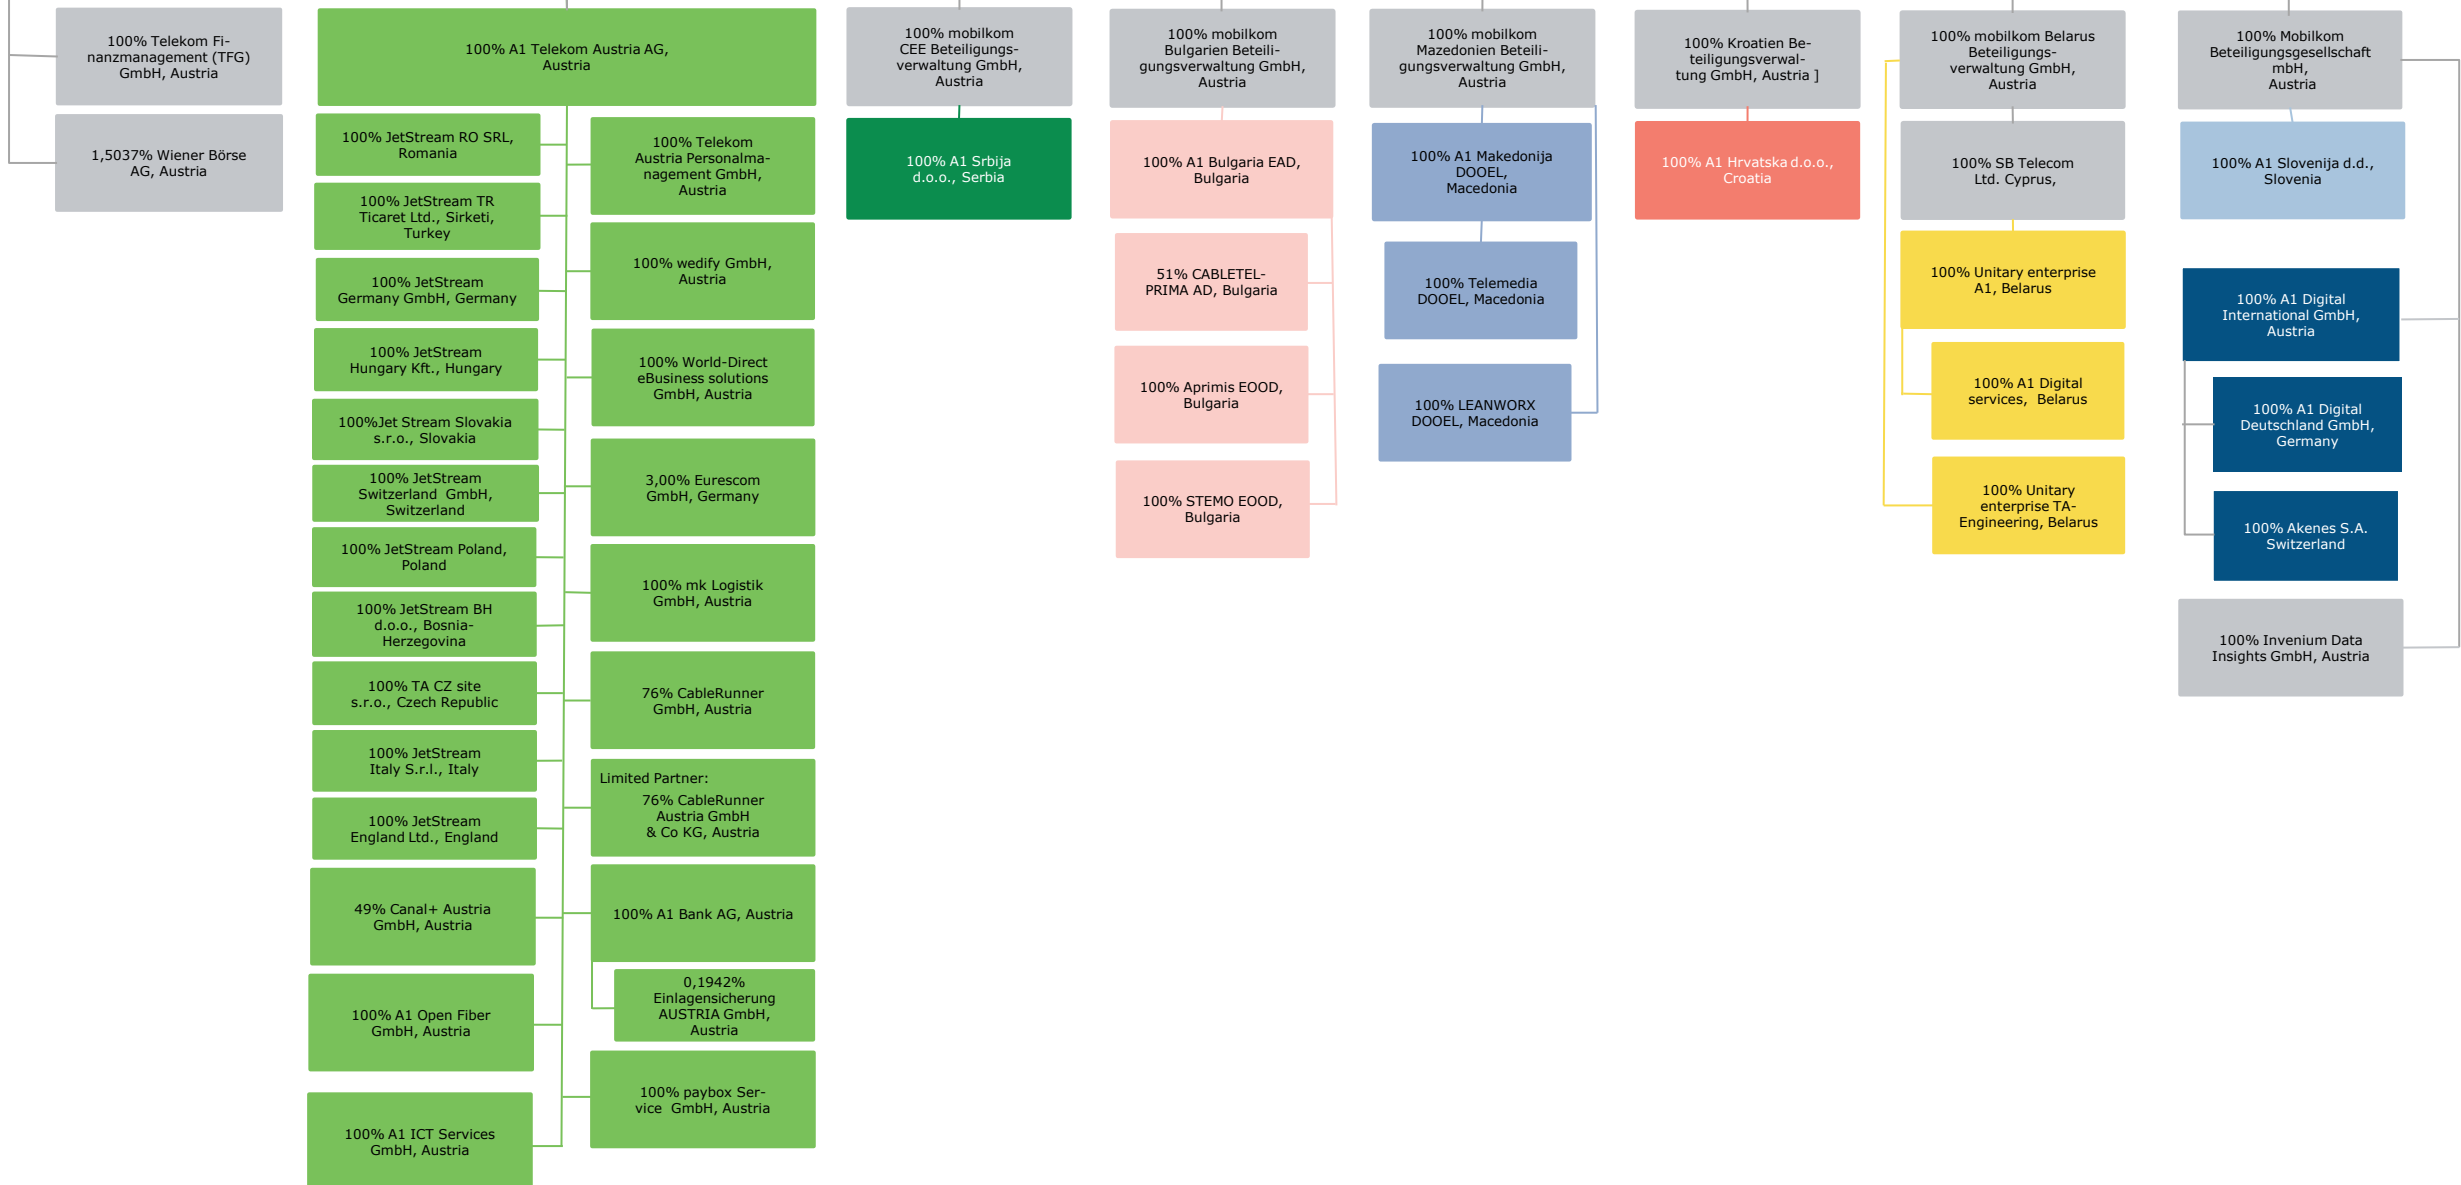 100% Telekom Fi-
nanzmanagement (TFG)
GmbH, Austria
1,5037% Wiener Börse
AG, Austria
100% A1 Telekom Austria AG,
Austria
100% JetStream RO SRL,
Romania
100% JetStream TR
Ticaret Ltd., Sirketi,
Turkey
100% JetStream
Germany GmbH, Germany
100% JetStream
Hungary Kft., Hungary
100%Jet Stream Slovakia
s.r.o., Slovakia
100% JetStream
Switzerland  GmbH,
Switzerland
100% JetStream Poland,
Poland
100% JetStream BH
d.o.o., Bosnia-
Herzegovina
100% TA CZ site
s.r.o., Czech Republic
100% JetStream
Italy S.r.l., Italy
100% JetStream
England Ltd., England
49% Canal+ Austria
GmbH, Austria
100% A1 Open Fiber
GmbH, Austria
100% A1 ICT Services
GmbH, Austria
100% Telekom
Austria Personalma-
nagement GmbH,
Austria
100% wedify GmbH,
Austria
100% World-Direct
eBusiness solutions
GmbH, Austria
3,00% Eurescom
GmbH, Germany
100% mk Logistik
GmbH, Austria
76% CableRunner
GmbH, Austria
Limited Partner:
76% CableRunner
Austria GmbH
& Co KG, Austria
100% A1 Bank AG, Austria
0,1942%
Einlagensicherung
AUSTRIA GmbH,
Austria
100% paybox Ser-
vice  GmbH, Austria
100% mobilkom
CEE Beteiligungs-
verwaltung GmbH,
Austria
100% A1 Srbija
d.o.o., Serbia
100% mobilkom
Bulgarien Beteili-
gungsverwaltung GmbH,
Austria
100% A1 Bulgaria EAD,
Bulgaria
51% CABLETEL-
PRIMA AD, Bulgaria
100% Aprimis EOOD,
Bulgaria
100% STEMO EOOD,
Bulgaria
100% mobilkom
Mazedonien Beteili-
gungsverwaltung GmbH,
Austria
100% A1 Makedonija
DOOEL,
Macedonia
100% Telemedia
DOOEL, Macedonia
100% LEANWORX
DOOEL, Macedonia
100% Kroatien Be-
teiligungsverwal-
tung GmbH, Austria ]
100% A1 Hrvatska d.o.o.,
Croatia
100% mobilkom Belarus
Beteiligungs-
verwaltung GmbH,
Austria
100% SB Telecom
Ltd. Cyprus,
100% Unitary enterprise
A1, Belarus
100% A1 Digital
services,  Belarus
100% Unitary
enterprise TA-
Engineering, Belarus
100% Mobilkom
Beteiligungsgesellschaft
mbH,
Austria
100% A1 Slovenija d.d.,
Slovenia
100% A1 Digital
International GmbH,
Austria
100% A1 Digital
Deutschland GmbH,
Germany
100% Akenes S.A.
Switzerland
100% Invenium Data
Insights GmbH, Austria